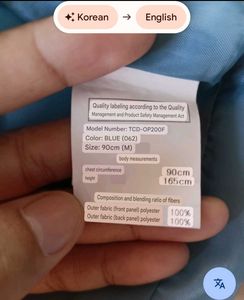 Korean → English
Quality labeling according to the Quality
Management and Product Safety Management Act
Model Number: TCD-OP200F
Color: BLUE (062)
Size: 90cm (M)
body measurements
chest circumference 90cm
height 165cm
Composition and blending ratio of fibers
Outer fabric (front panel) polyester 100%
Outer fabric (back panel) polyester 100%